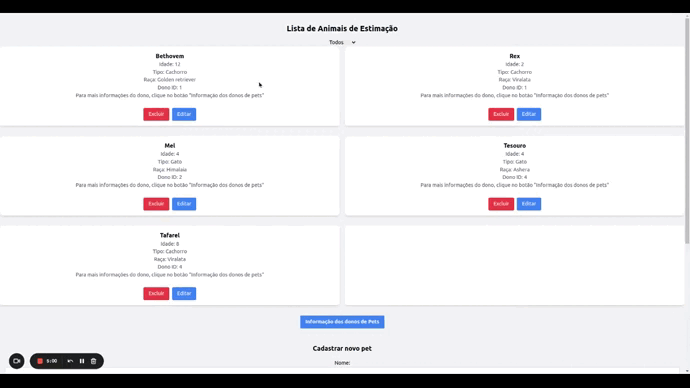 Lista de Animais de Estimação
Todos
Bethovem
Idade: 12
Tipo: Cachorro
Raça: Golden retriever
Dono ID: 1
Para mais informações do dono, clique no botão "Informação dos donos de pets"
Excluir Editar
Rex
Idade: 2
Tipo: Cachorro
Raça: Viralata
Dono ID: 1
Para mais informações do dono, clique no botão "Informação dos donos de pets"
Excluir Editar
Mel
Idade: 4
Tipo: Gato
Raça: Himalaia
Dono ID: 2
Para mais informações do dono, clique no botão "Informação dos donos de pets"
Excluir Editar
Tesouro
Idade: 4
Tipo: Gato
Raça: Ashera
Dono ID: 4
Para mais informações do dono, clique no botão "Informação dos donos de pets"
Excluir Editar
Tafarel
Idade: 8
Tipo: Cachorro
Raça: Viralata
Dono ID: 4
Para mais informações do dono, clique no botão "Informação dos donos de pets"
Excluir Editar
Informação dos donos de Pets
Cadastrar novo pet
Nome:
5:00